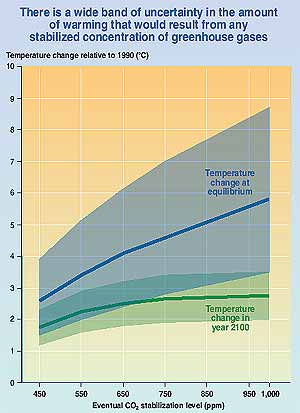 There is a wide band of uncertainty in the amount
of warming that would result from any
stabilized concentration of greenhouse gases
Temperature change relative to 1990 (°C)
10
9
8
7
6
5
4
3
2
1
0
Temperature
change at
equilibrium
Temperature
change in
year 2100
450 550 650 750 850 950 1,000
Eventual CO₂ stabilization level (ppm)